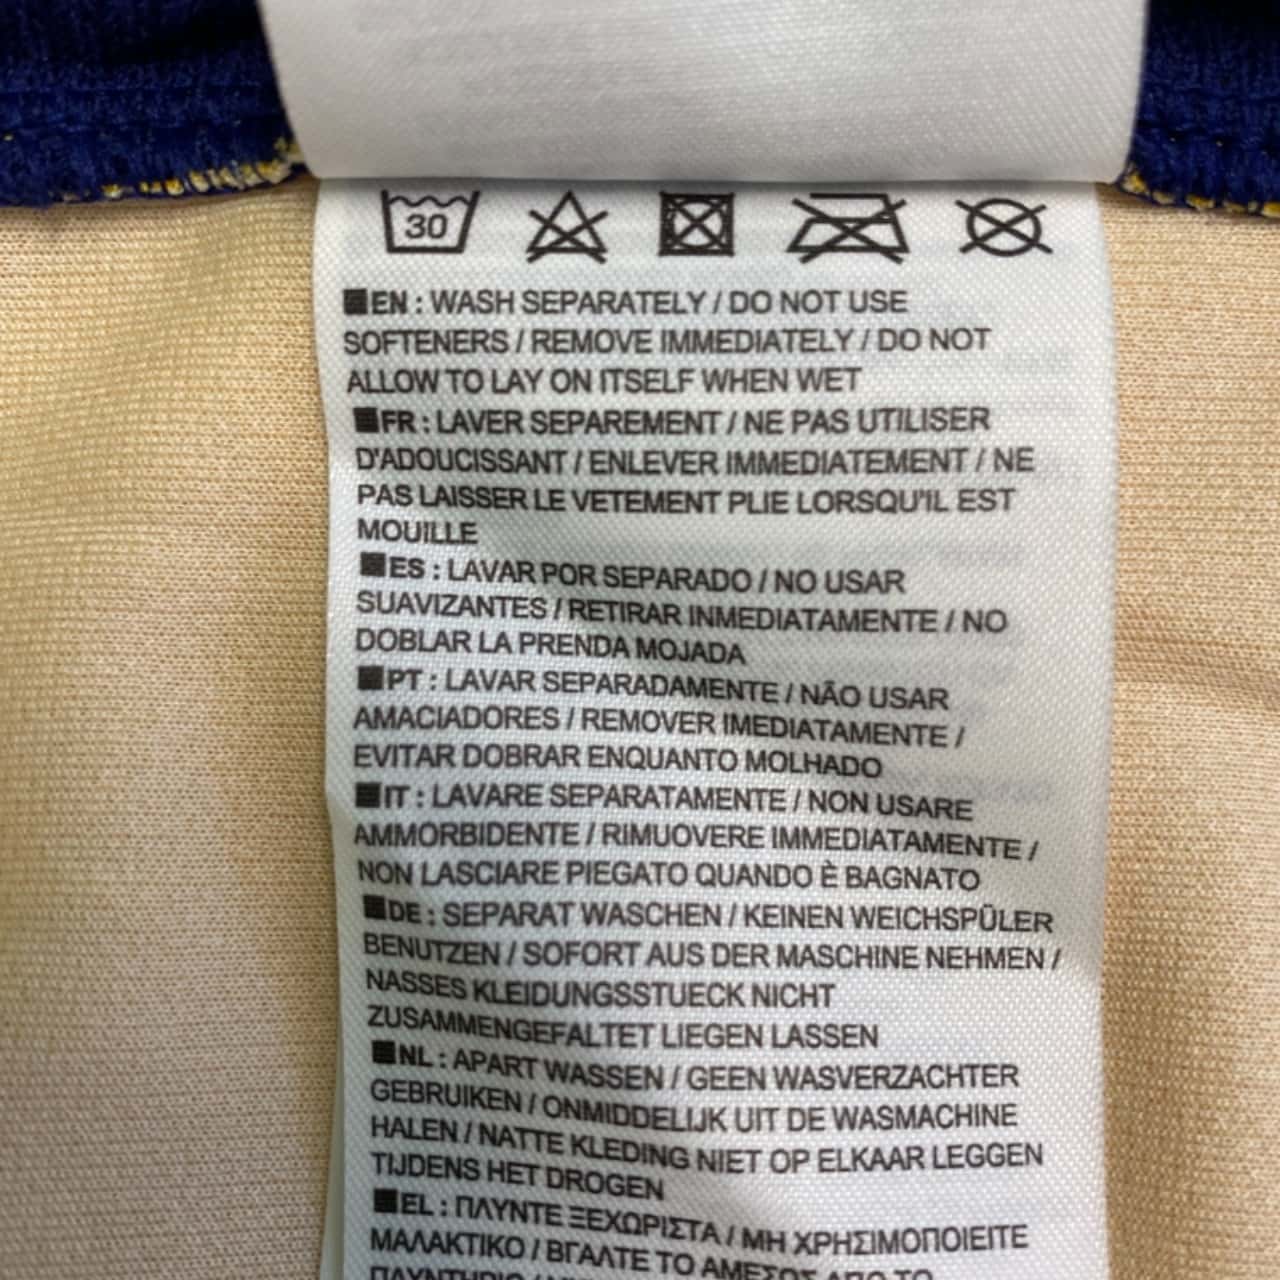 30
EN : WASH SEPARATELY / DO NOT USE
SOFTENERS / REMOVE IMMEDIATELY / DO NOT
ALLOW TO LAY ON ITSELF WHEN WET
FR : LAVER SEPAREMENT / NE PAS UTILISER
D'ADOUCISSANT / ENLEVER IMMEDIATEMENT / NE
PAS LAISSER LE VETEMENT PLIE LORSQU'IL EST
MOUILLE
ES : LAVAR POR SEPARADO / NO USAR
SUAVIZANTES / RETIRAR INMEDIATAMENTE / NO
DOBLAR LA PRENDA MOJADA
PT : LAVAR SEPARADAMENTE / NÃO USAR
AMACIADORES / REMOVER IMEDIATAMENTE /
EVITAR DOBRAR ENQUANTO MOLHADO
IT : LAVARE SEPARATAMENTE / NON USARE
AMMORBIDENTE / RIMUOVERE IMMEDIATAMENTE /
NON LASCIARE PIEGATO QUANDO È BAGNATO
DE : SEPARAT WASCHEN / KEINEN WEICHSPÜLER
BENUTZEN / SOFORT AUS DER MASCHINE NEHMEN /
NASSES KLEIDUNGSSTUECK NICHT
ZUSAMMENGEFALTET LIEGEN LASSEN
NL : APART WASSEN / GEEN WASVERZACHTER
GEBRUIKEN / ONMIDDELIJK UIT DE WASMACHINE
HALEN / NATTE KLEDING NIET OP ELKAAR LEGGEN
TIJDENS HET DROGEN
EL : ΠΛΥΝΤΕ ΞΕΧΩΡΙΣΤΑ / ΜΗ ΧΡΗΣΙΜΟΠΟΙΕΙΤΕ
ΜΑΛΑΚΤΙΚΟ / ΒΓΑΛΤΕ ΤΟ ΑΜΕΣΩΣ ΑΠΟ ΤΟ
ΠΛΥΝΤΗΡΙΟ /